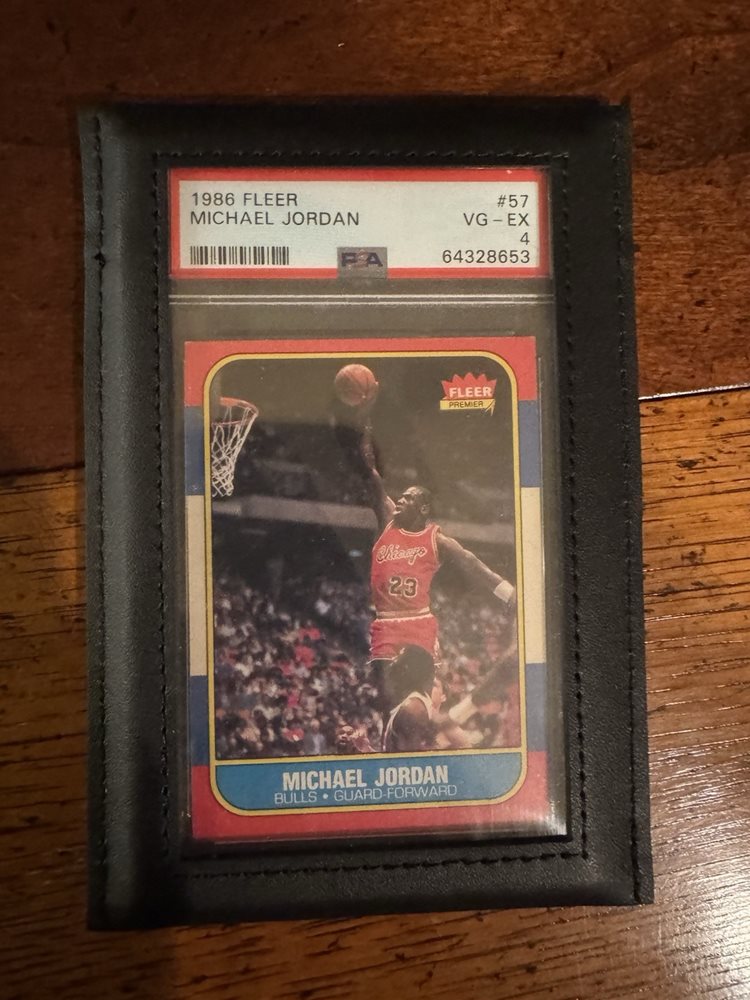 1986 FLEER #57
MICHAEL JORDAN VG-EX
4
PSA 64328653
FLEER
PREMIER
Chicago
23
MICHAEL JORDAN
BULLS • GUARD-FORWARD